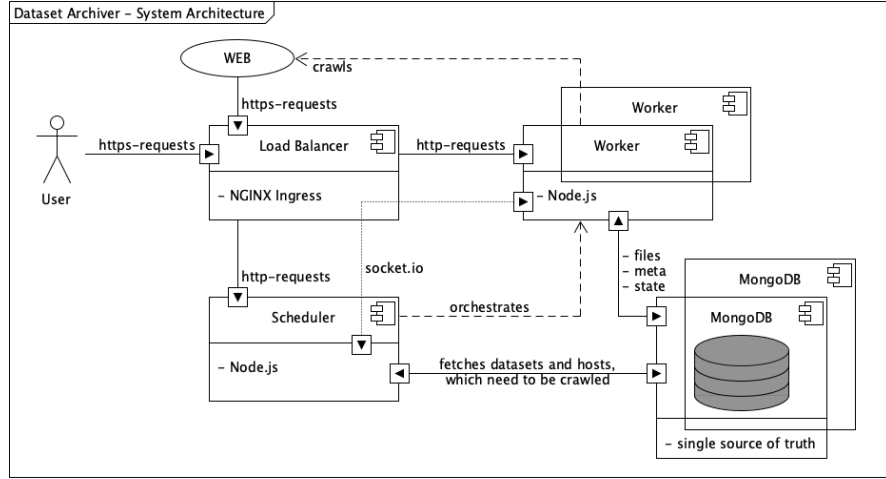 Dataset Archiver – System Architecture
WEB
crawls
https-requests
Worker
https-requests
Load Balancer
http-requests
Worker
User
- NGINX Ingress
- Node.js
socket.io
- files
- meta
- state
http-requests
MongoDB
orchestrates
Scheduler
MongoDB
- Node.js
fetches datasets and hosts,
which need to be crawled
- single source of truth